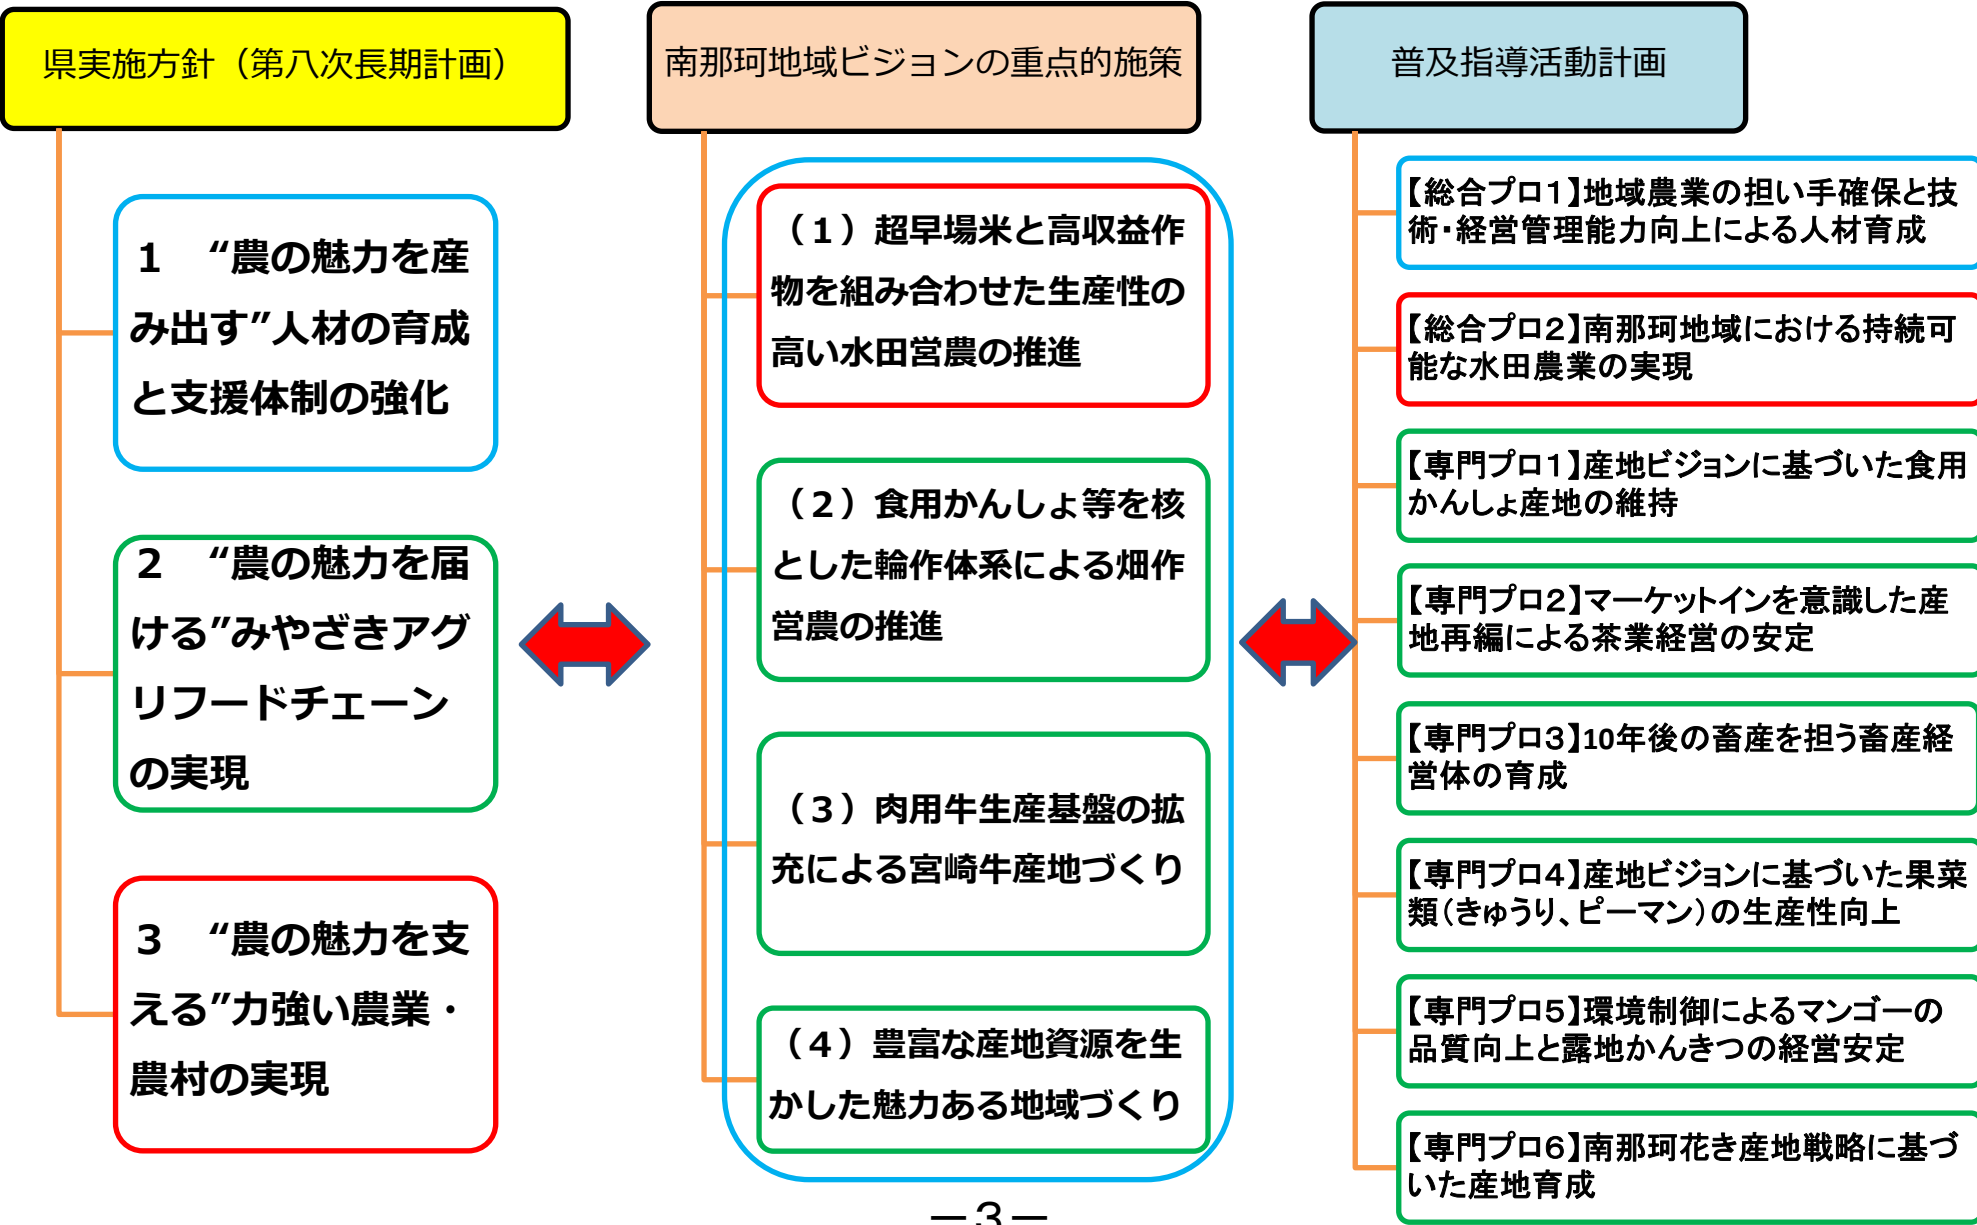 県実施方針（第八次長期計画）
1　“農の魅力を産
み出す”人材の育成
と支援体制の強化
2　“農の魅力を届
ける”みやざきアグ
リフードチェーン
の実現
3　“農の魅力を支
える”力強い農業・
農村の実現
南那珂地域ビジョンの重点的施策
（１）超早場米と高収益作
物を組み合わせた生産性の
高い水田営農の推進
（２）食用かんしょ等を核
とした輪作体系による畑作
営農の推進
（３）肉用牛生産基盤の拡
充による宮崎牛産地づくり
（４）豊富な産地資源を生
かした魅力ある地域づくり
普及指導活動計画
【総合プロ１】地域農業の担い手確保と技
術・経営管理能力向上による人材育成
【総合プロ２】南那珂地域における持続可
能な水田農業の実現
【専門プロ１】産地ビジョンに基づいた食用
かんしょ産地の維持
【専門プロ２】マーケットインを意識した産
地再編による茶業経営の安定
【専門プロ３】10年後の畜産を担う畜産経
営体の育成
【専門プロ４】産地ビジョンに基づいた果菜
類（きゅうり、ピーマン）の生産性向上
【専門プロ５】環境制御によるマンゴーの
品質向上と露地かんきつの経営安定
【専門プロ６】南那珂花き産地戦略に基づ
いた産地育成
－３－